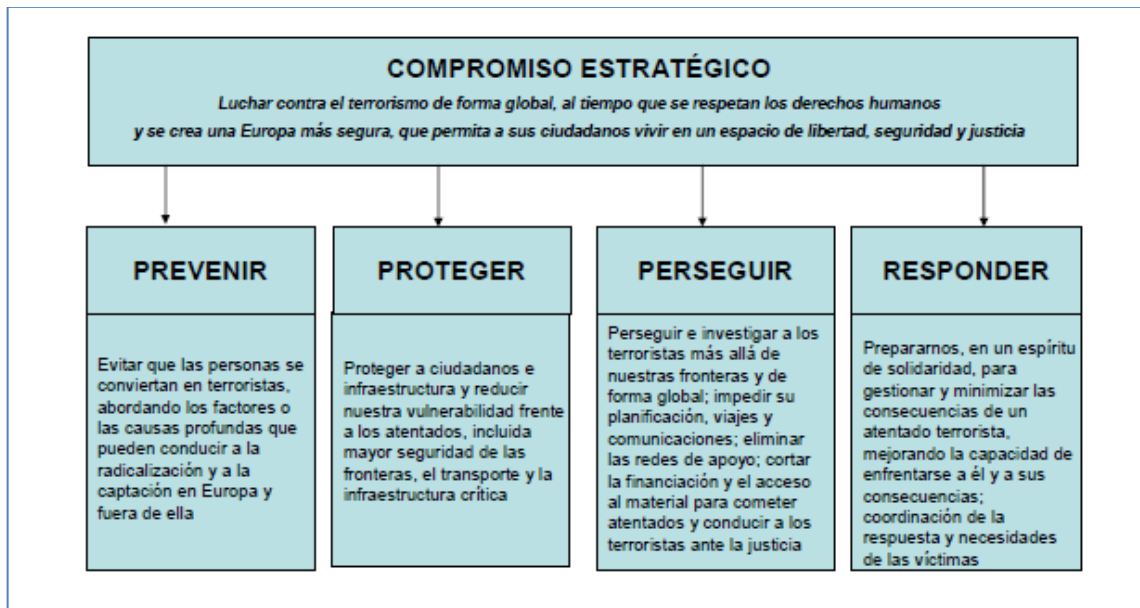 COMPROMISO ESTRATÉGICO
Luchar contra el terrorismo de forma global, al tiempo que se respetan los derechos humanos
y se crea una Europa más segura, que permita a sus ciudadanos vivir en un espacio de libertad, seguridad y justicia
PREVENIR
Evitar que las personas se
conviertan en terroristas,
abordando los factores o
las causas profundas que
pueden conducir a la
radicalización y a la
captación en Europa y
fuera de ella
PROTEGER
Proteger a ciudadanos e
infraestructura y reducir
nuestra vulnerabilidad frente
a los atentados, incluida
mayor seguridad de las
fronteras, el transporte y la
infraestructura crítica
PERSEGUIR
Perseguir e investigar a los
terroristas más allá de
nuestras fronteras y de
forma global; impedir su
planificación, viajes y
comunicaciones; eliminar
las redes de apoyo; cortar
la financiación y el acceso
al material para cometer
atentados y conducir a los
terroristas ante la justicia
RESPONDER
Prepararnos, en un espíritu
de solidaridad, para
gestionar y minimizar las
consecuencias de un
atentado terrorista,
mejorando la capacidad de
enfrentarse a él y a sus
consecuencias;
coordinación de la
respuesta y necesidades
de las víctimas